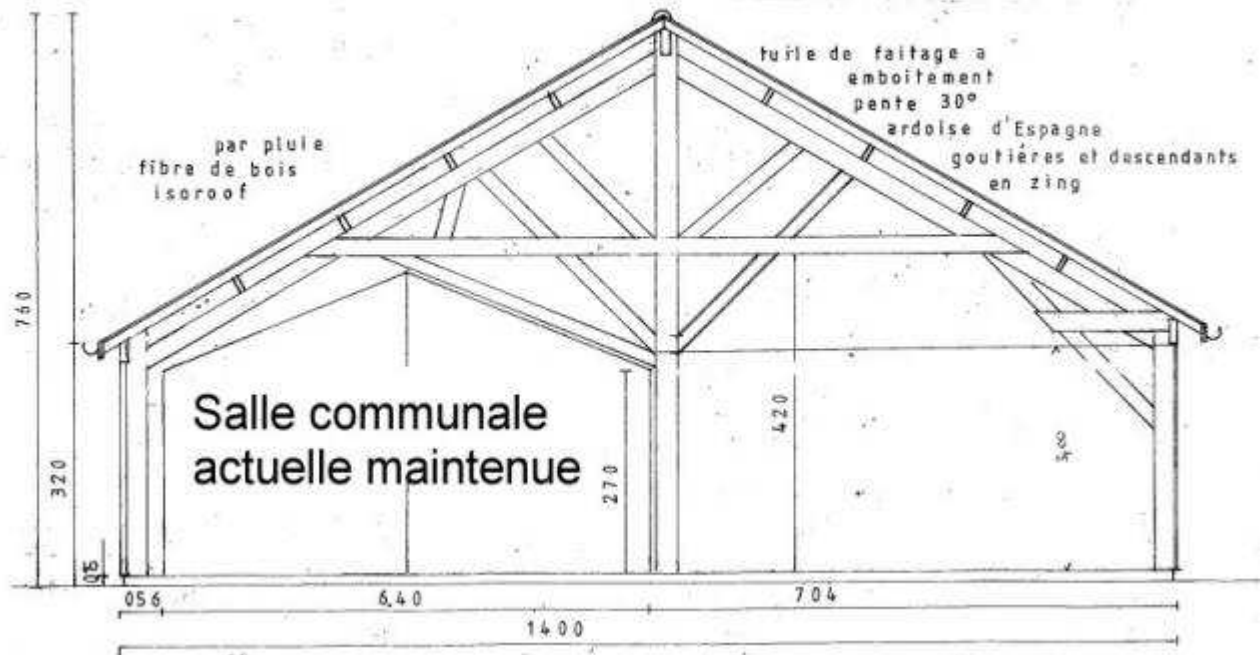 tuile de faitage a
emboitement
pente 30°
ardoise d'Espagne
goutières et descendants
en zing
par pluie
fibre de bois
isoroof
760
320
Salle communale
actuelle maintenue
270
420
056
6,40
704
1400